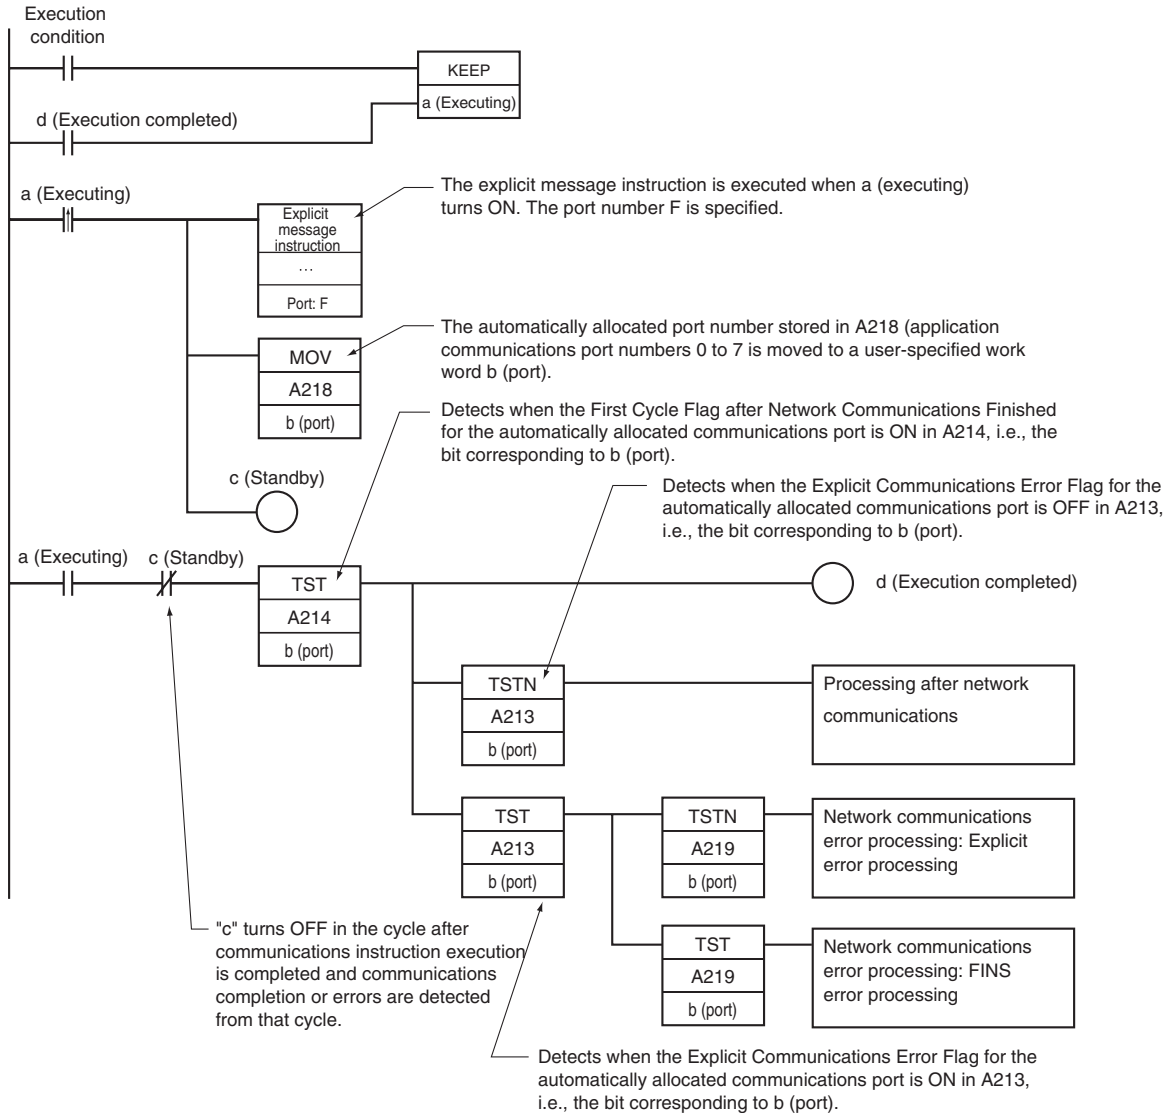 Execution
condition
KEEP
a (Executing)
d (Execution completed)
a (Executing)
The explicit message instruction is executed when a (executing)
turns ON. The port number F is specified.
Explicit
message
instruction
...
Port: F
The automatically allocated port number stored in A218 (application
communications port numbers 0 to 7 is moved to a user-specified work
word b (port).
MOV
A218
b (port)
Detects when the First Cycle Flag after Network Communications Finished
for the automatically allocated communications port is ON in A214, i.e., the
bit corresponding to b (port).
c (Standby)
Detects when the Explicit Communications Error Flag for the
automatically allocated communications port is OFF in A213,
i.e., the bit corresponding to b (port).
a (Executing)
c (Standby)
TST
A214
b (port)
d (Execution completed)
TSTN
A213
b (port)
Processing after network
communications
TST
A213
b (port)
TSTN
A219
b (port)
Network communications
error processing: Explicit
error processing
"c" turns OFF in the cycle after
communications instruction execution
is completed and communications
completion or errors are detected
from that cycle.
TST
A219
b (port)
Network communications
error processing: FINS
error processing
Detects when the Explicit Communications Error Flag for the
automatically allocated communications port is ON in A213,
i.e., the bit corresponding to b (port).